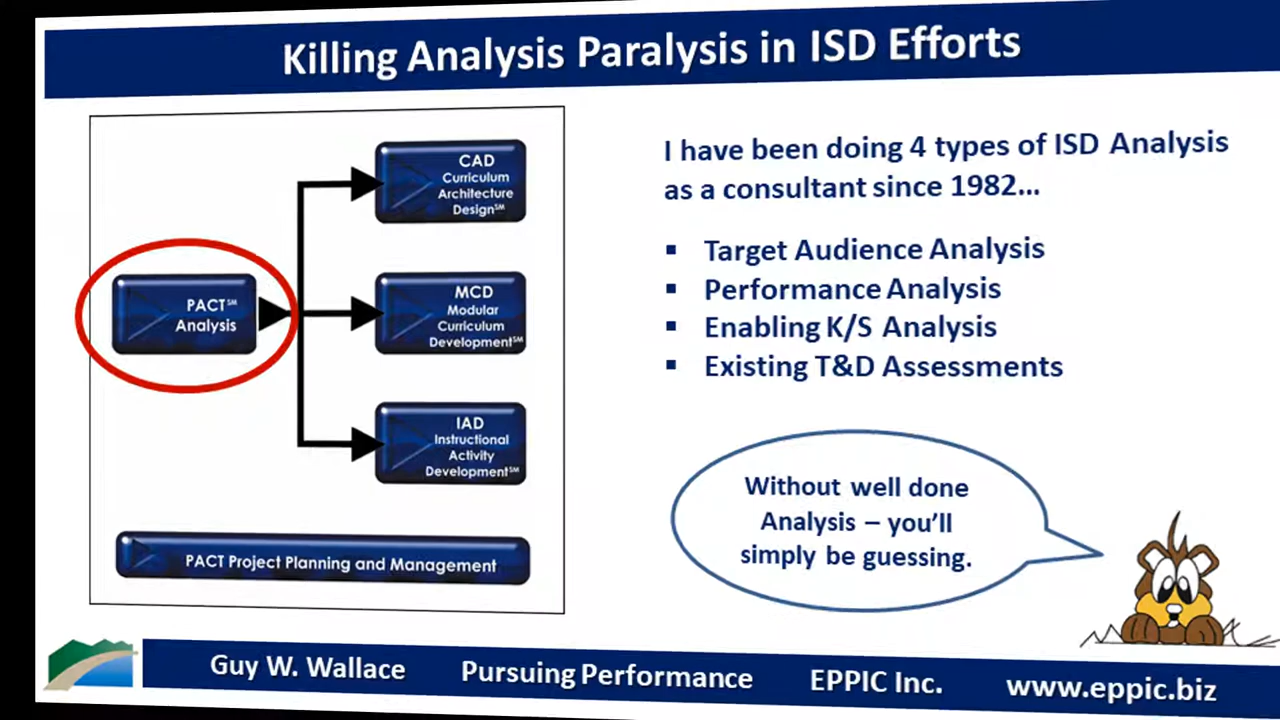 Killing Analysis Paralysis in ISD Efforts
CAD
Curriculum
Architecture
Design℠
PACT℠
Analysis
MCD
Modular
Curriculum
Development℠
IAD
Instructional
Activity
Development℠
PACT Project Planning and Management
I have been doing 4 types of ISD Analysis
as a consultant since 1982...
▪ Target Audience Analysis
▪ Performance Analysis
▪ Enabling K/S Analysis
▪ Existing T&D Assessments
Without well done
Analysis – you'll
simply be guessing.
Guy W. Wallace Pursuing Performance EPPIC Inc. www.eppic.biz